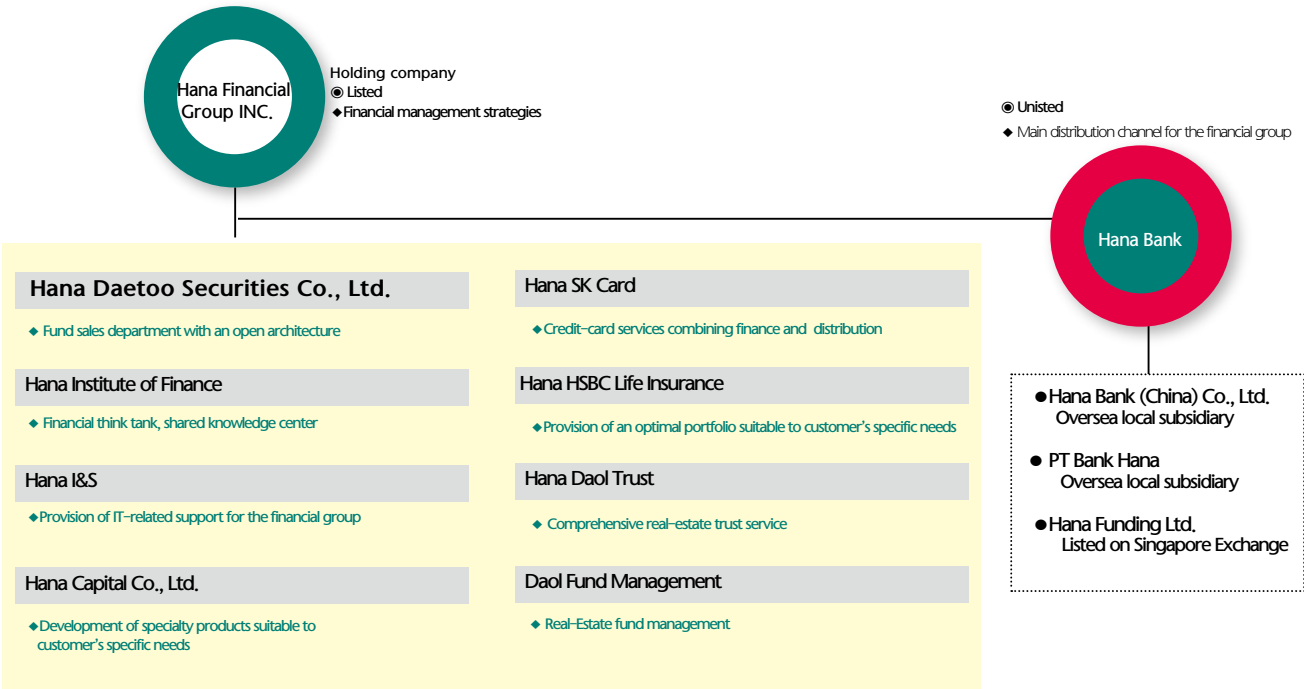 Hana Financial
Group INC.
Holding company
◉ Listed
◆Financial management strategies
◉ Unisted
◆ Main distribution channel for the financial group
Hana Bank
Hana Daetoo Securities Co., Ltd.
◆ Fund sales department with an open architecture
Hana Institute of Finance
◆ Financial think tank, shared knowledge center
Hana I&S
◆Provision of IT-related support for the financial group
Hana Capital Co., Ltd.
◆Development of specialty products suitable to
customer's specific needs
Hana SK Card
◆Credit-card services combining finance and distribution
Hana HSBC Life Insurance
◆Provision of an optimal portfolio suitable to customer's specific needs
Hana Daol Trust
◆ Comprehensive real-estate trust service
Daol Fund Management
◆ Real-Estate fund management
●Hana Bank (China) Co., Ltd.
Oversea local subsidiary
● PT Bank Hana
Oversea local subsidiary
●Hana Funding Ltd.
Listed on Singapore Exchange